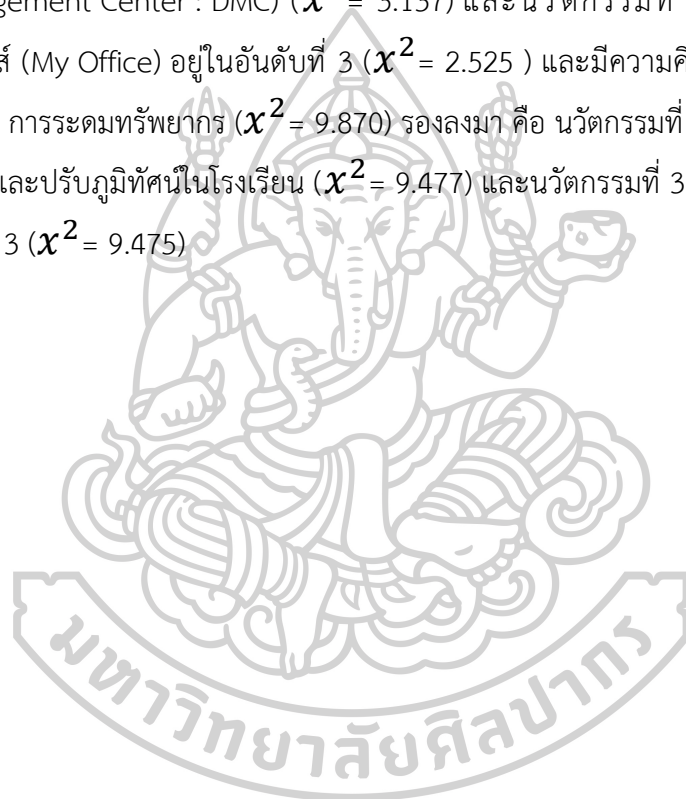 gement Center : DMC) (𝒙² = 3.137) และนวัตกรรมที่
ส์ (My Office) อยู่ในอันดับที่ 3 (𝒙² = 2.525 ) และมีความคิ
การระดมทรัพยากร (𝒙² = 9.870) รองลงมา คือ นวัตกรรมที่
และปรับภูมิทัศน์ในโรงเรียน (𝒙² = 9.477) และนวัตกรรมที่ 3
3 (𝒙² = 9.475)
มหาวิทยาลัยศิลปากร